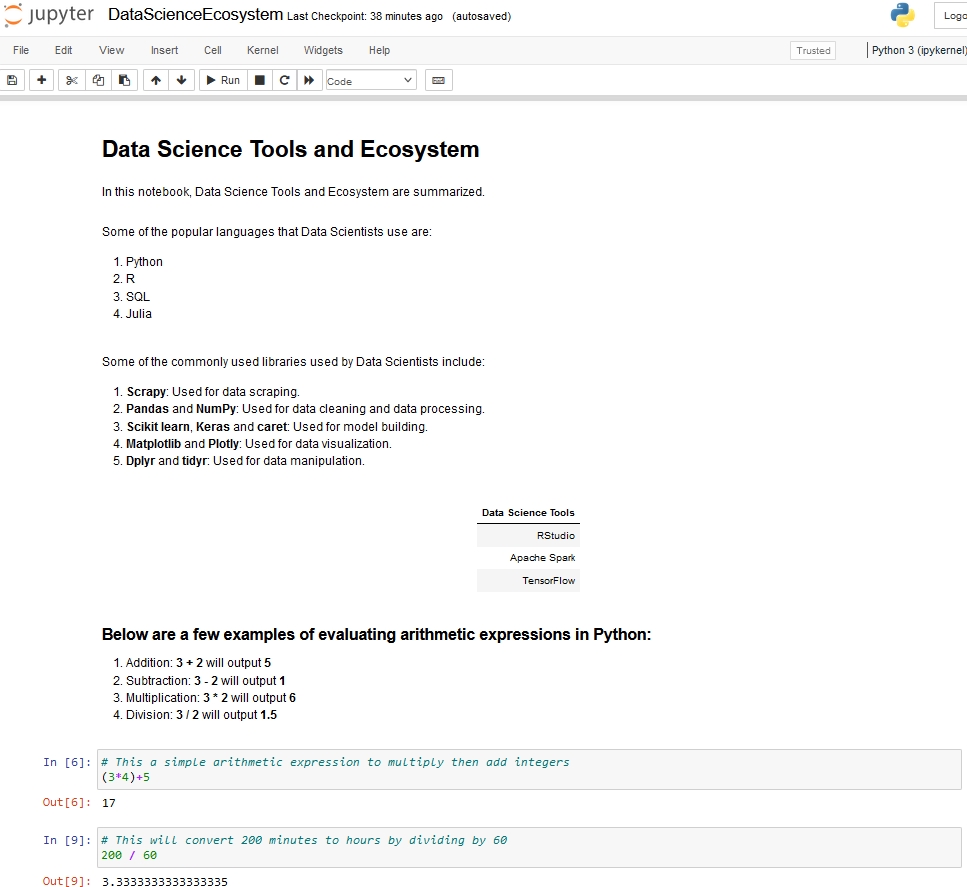 jupyter DataScienceEcosystem Last Checkpoint: 38 minutes ago (autosaved)
File Edit View Insert Cell Kernel Widgets Help Trusted Python 3 (ipykernel)
Run Code
Data Science Tools and Ecosystem
In this notebook, Data Science Tools and Ecosystem are summarized.
Some of the popular languages that Data Scientists use are:
1. Python
2. R
3. SQL
4. Julia
Some of the commonly used libraries used by Data Scientists include:
1. Scrapy: Used for data scraping.
2. Pandas and NumPy: Used for data cleaning and data processing.
3. Scikit learn, Keras and caret: Used for model building.
4. Matplotlib and Plotly: Used for data visualization.
5. Dplyr and tidyr: Used for data manipulation.
Data Science Tools
RStudio
Apache Spark
TensorFlow
Below are a few examples of evaluating arithmetic expressions in Python:
1. Addition: 3 + 2 will output 5
2. Subtraction: 3 - 2 will output 1
3. Multiplication: 3 * 2 will output 6
4. Division: 3 / 2 will output 1.5
In [6]: # This a simple arithmetic expression to multiply then add integers
(3*4)+5
Out[6]: 17
In [9]: # This will convert 200 minutes to hours by dividing by 60
200 / 60
Out[9]: 3.3333333333333335